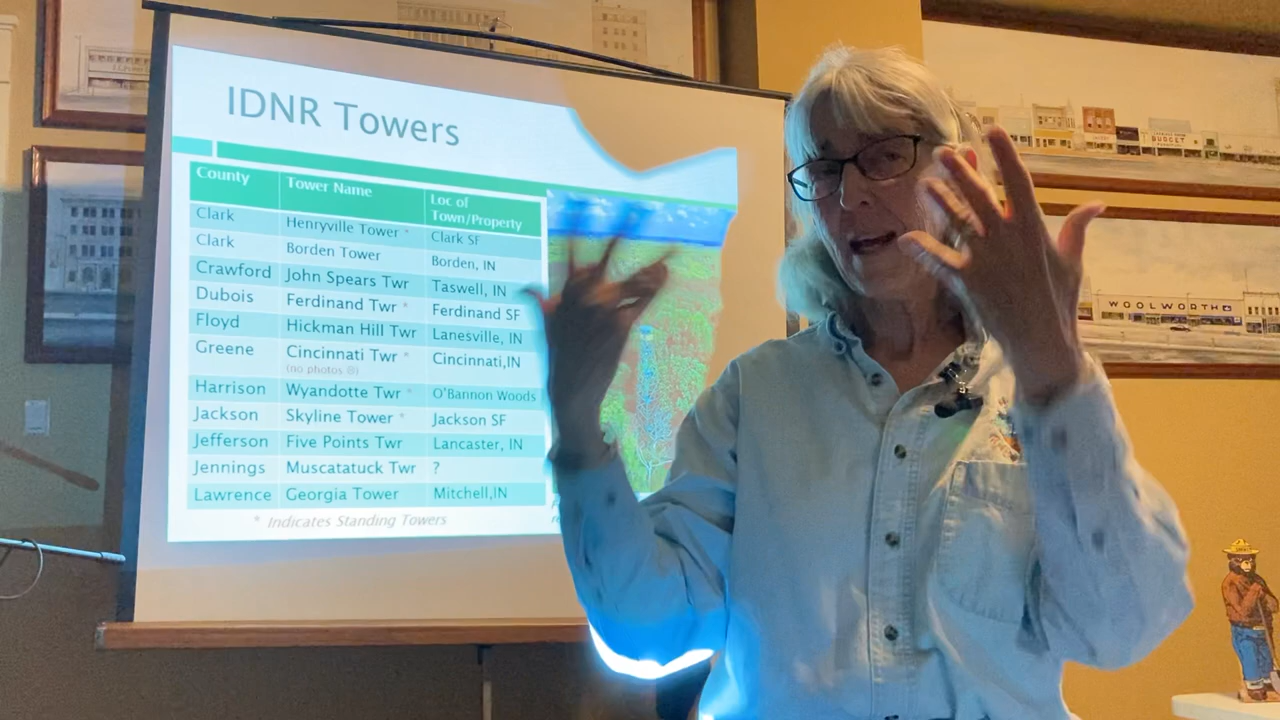 IDNR Towers
County Tower Name Loc of Town/Property
Clark Henryville Tower * Clark SF
Clark Borden Tower Borden, IN
Crawford John Spears Twr Taswell, IN
Dubois Ferdinand Twr * Ferdinand SF
Floyd Hickman Hill Twr Lanesville, IN
Greene Cincinnati Twr * Cincinnati,IN
(no photos ☹)
Harrison Wyandotte Twr * O'Bannon Woods
Jackson Skyline Tower * Jackson SF
Jefferson Five Points Twr Lancaster, IN
Jennings Muscatatuck Twr ?
Lawrence Georgia Tower Mitchell,IN
* Indicates Standing Towers
BUDGET
WOOLWORTH